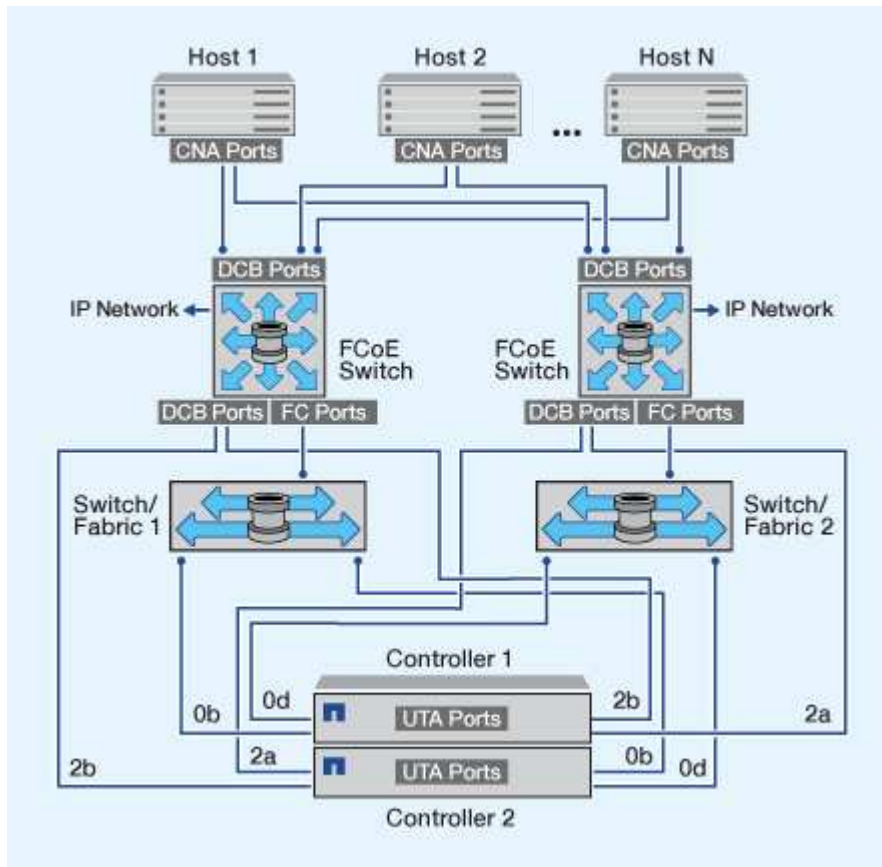 Host 1
Host 2
Host N
CNA Ports
CNA Ports
...
CNA Ports
DCB Ports
DCB Ports
IP Network
IP Network
FCoE
Switch
FCoE
Switch
DCB Ports
FC Ports
DCB Ports
FC Ports
Switch/
Fabric 1
Switch/
Fabric 2
Controller 1
0d
2b
0b
UTA Ports
2a
2b
2a
UTA Ports
0b
0d
Controller 2